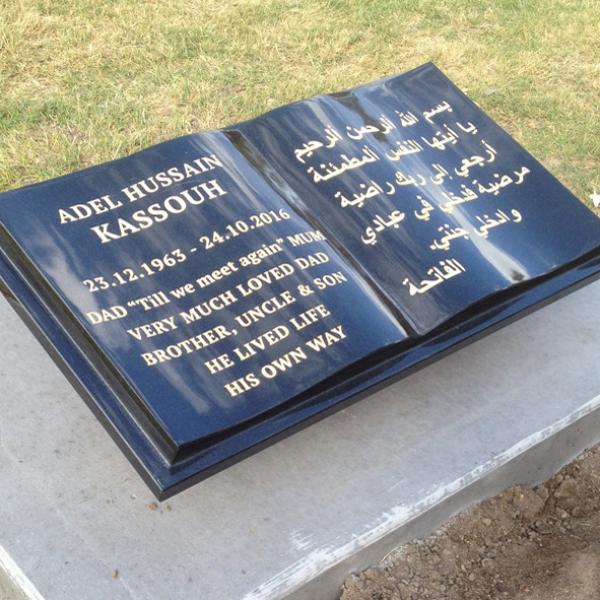 ADEL HUSSAIN
KASSOUH
23.12.1963 - 24.10.2016
DAD "Till we meet again" MUM
VERY MUCH LOVED DAD
BROTHER, UNCLE & SON
HE LIVED LIFE
HIS OWN WAY
بسم الله الرحمن الرحيم
يا ايتها النفس المطمئنة
أرجعي الى ربك راضية
مرضية فدخلي في عبادي
وادخلي جنتي.
الفاتحة